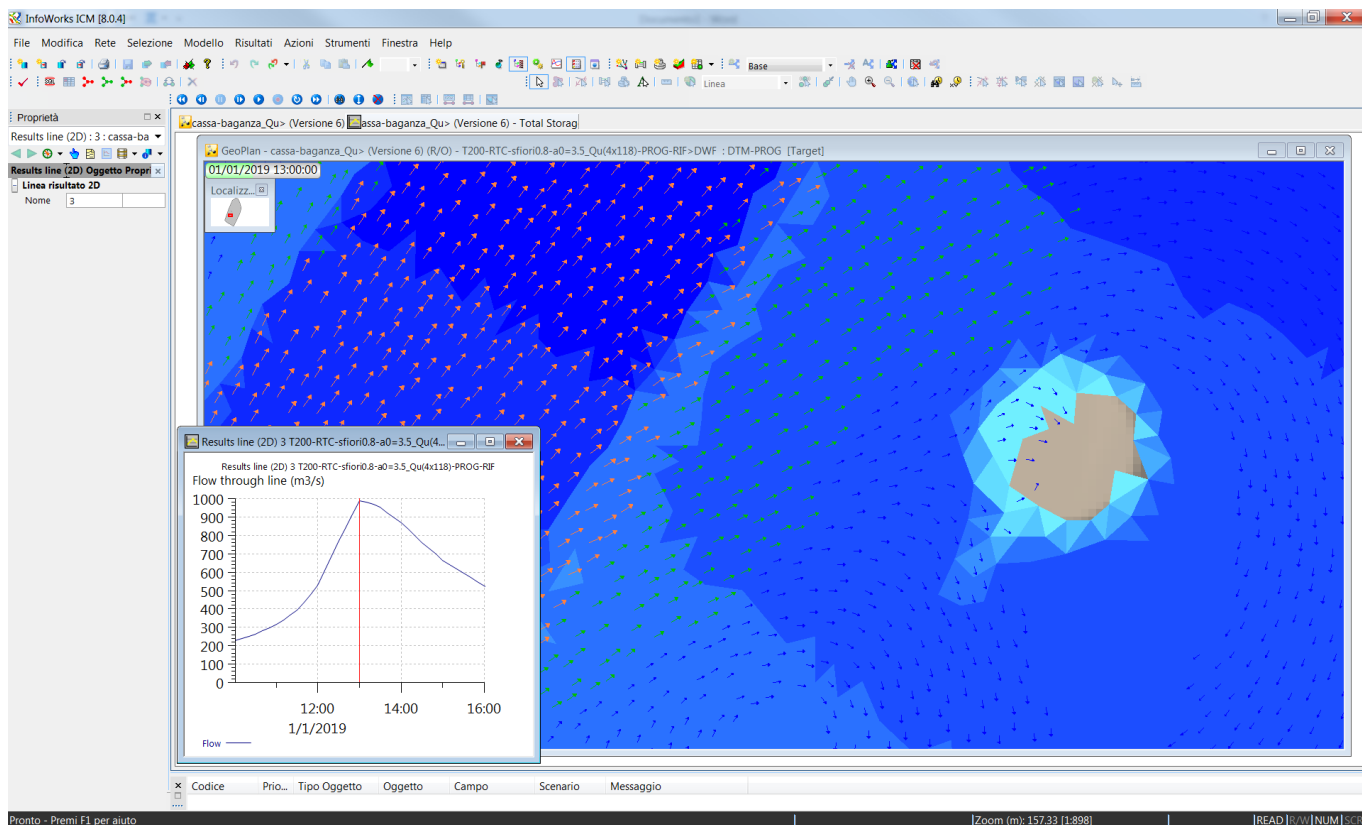 InfoWorks ICM [8.0.4]
File Modifica Rete Selezione Modello Risultati Azioni Strumenti Finestra Help
Base
Linea
Proprietà
Results line (2D) : 3 : cassa-ba
Results line (2D) Oggetto Propri
Linea risultato 2D
Nome 3
cassa-baganza_Qu> (Versione 6) assa-baganza_Qu> (Versione 6) - Total Storag
GeoPlan - cassa-baganza_Qu> (Versione 6) (R/O) - T200-RTC-sfiori0.8-a0=3.5_Qu(4x118)-PROG-RIF>DWF : DTM-PROG [Target]
01/01/2019 13:00:00
Localizz...
Results line (2D) 3 T200-RTC-sfiori0.8-a0=3.5_Qu(4...
Results line (2D) 3 T200-RTC-sfiori0.8-a0=3.5_Qu(4x118)-PROG-RIF
Flow through line (m3/s)
1000
900
800
700
600
500
400
300
200
100
0
12:00 14:00 16:00
1/1/2019
Flow
Codice Prio... Tipo Oggetto Oggetto Campo Scenario Messaggio
Pronto - Premi F1 per aiuto Zoom (m): 157.33 [1:898] READ R/W NUM SCR